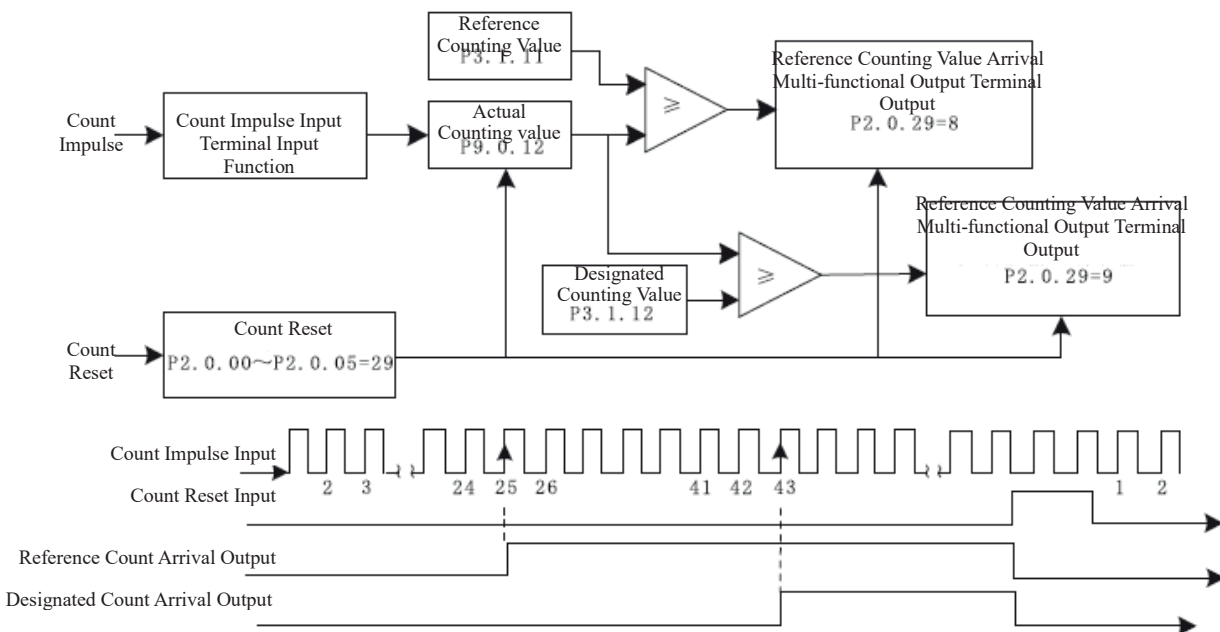 Reference
Counting Value
P3.1.11
Reference Counting Value Arrival
Multi-functional Output Terminal
Output
P2.0.29=8
Count
Impulse
Count Impulse Input
Terminal Input
Function
Actual
Counting value
P9.0.12
≥
Reference Counting Value Arrival
Multi-functional Output Terminal
Output
P2.0.29=9
Designated
Counting Value
P3.1.12
≥
Count
Reset
Count Reset
P2.0.00～P2.0.05=29
Count Impulse Input
2 3 24 25 26 41 42 43 1 2
Count Reset Input
Reference Count Arrival Output
Designated Count Arrival Output